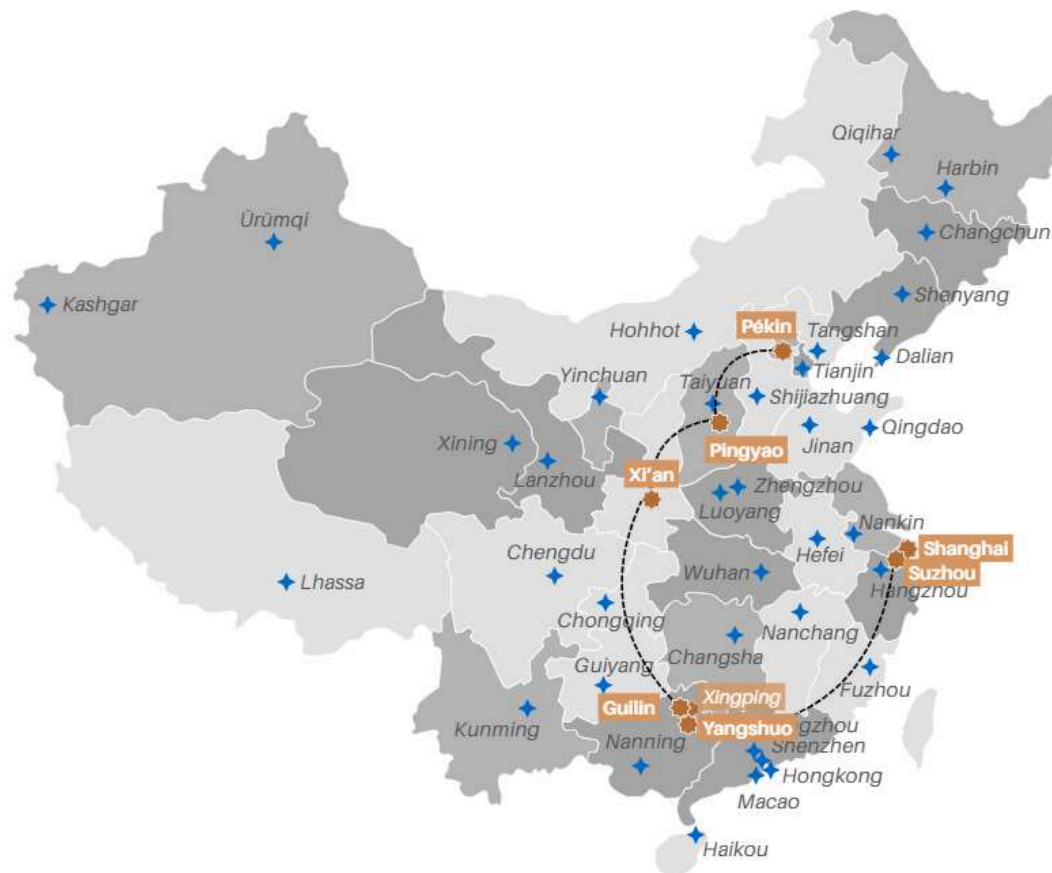 Qiqihar
Harbin
Ürümqi
Changchun
Kashgar
Shenyang
Hohhot
Pékin
Tangshan
Dalian
Tianjin
Yinchuan
Taiyuan
Shijiazhuang
Xining
Pingyao
Jinan
Qingdao
Lanzhou
Xi'an
Zhengzhou
Luoyang
Nankin
Chengdu
Hefei
Shanghai
Lhassa
Wuhan
Suzhou
Hangzhou
Chongqing
Nanchang
Changsha
Guiyang
Fuzhou
Guilin
Xingping
Kunming
Yangshuo
gzhou
Nanning
Shenzhen
Hongkong
Macao
Haikou